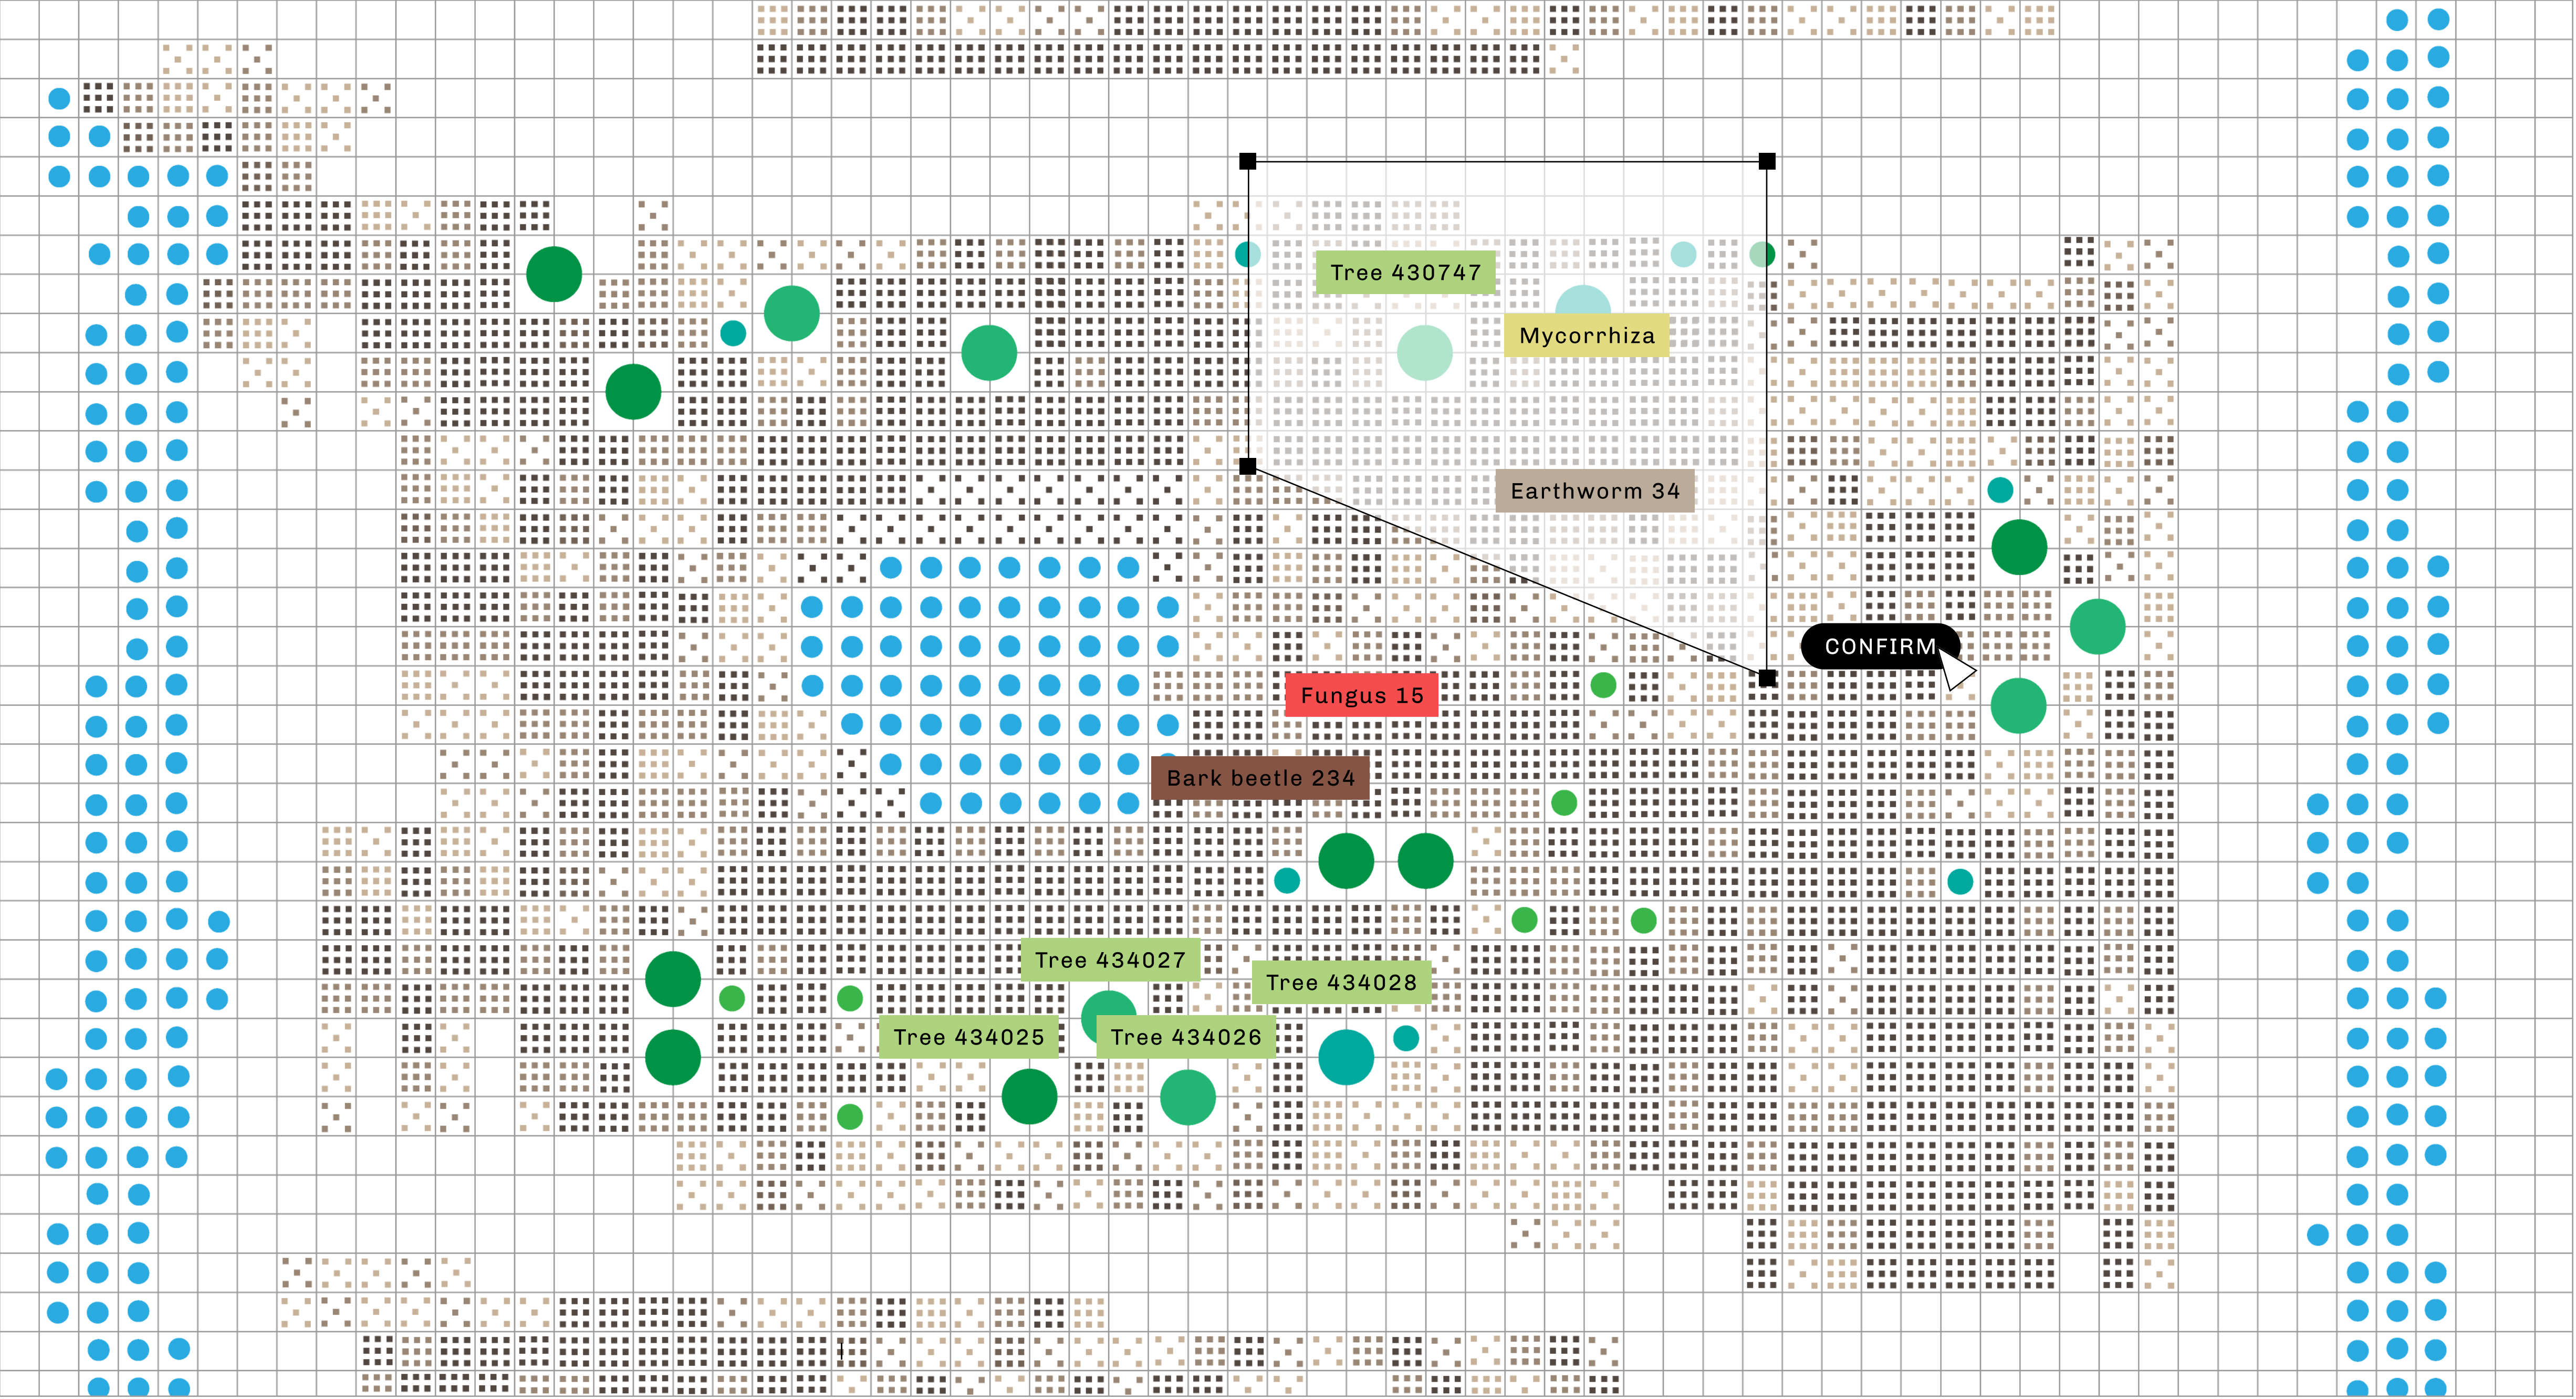 Tree 430747
Mycorrhiza
Earthworm 34
CONFIRM
Fungus 15
Bark beetle 234
Tree 434027
Tree 434028
Tree 434025
Tree 434026